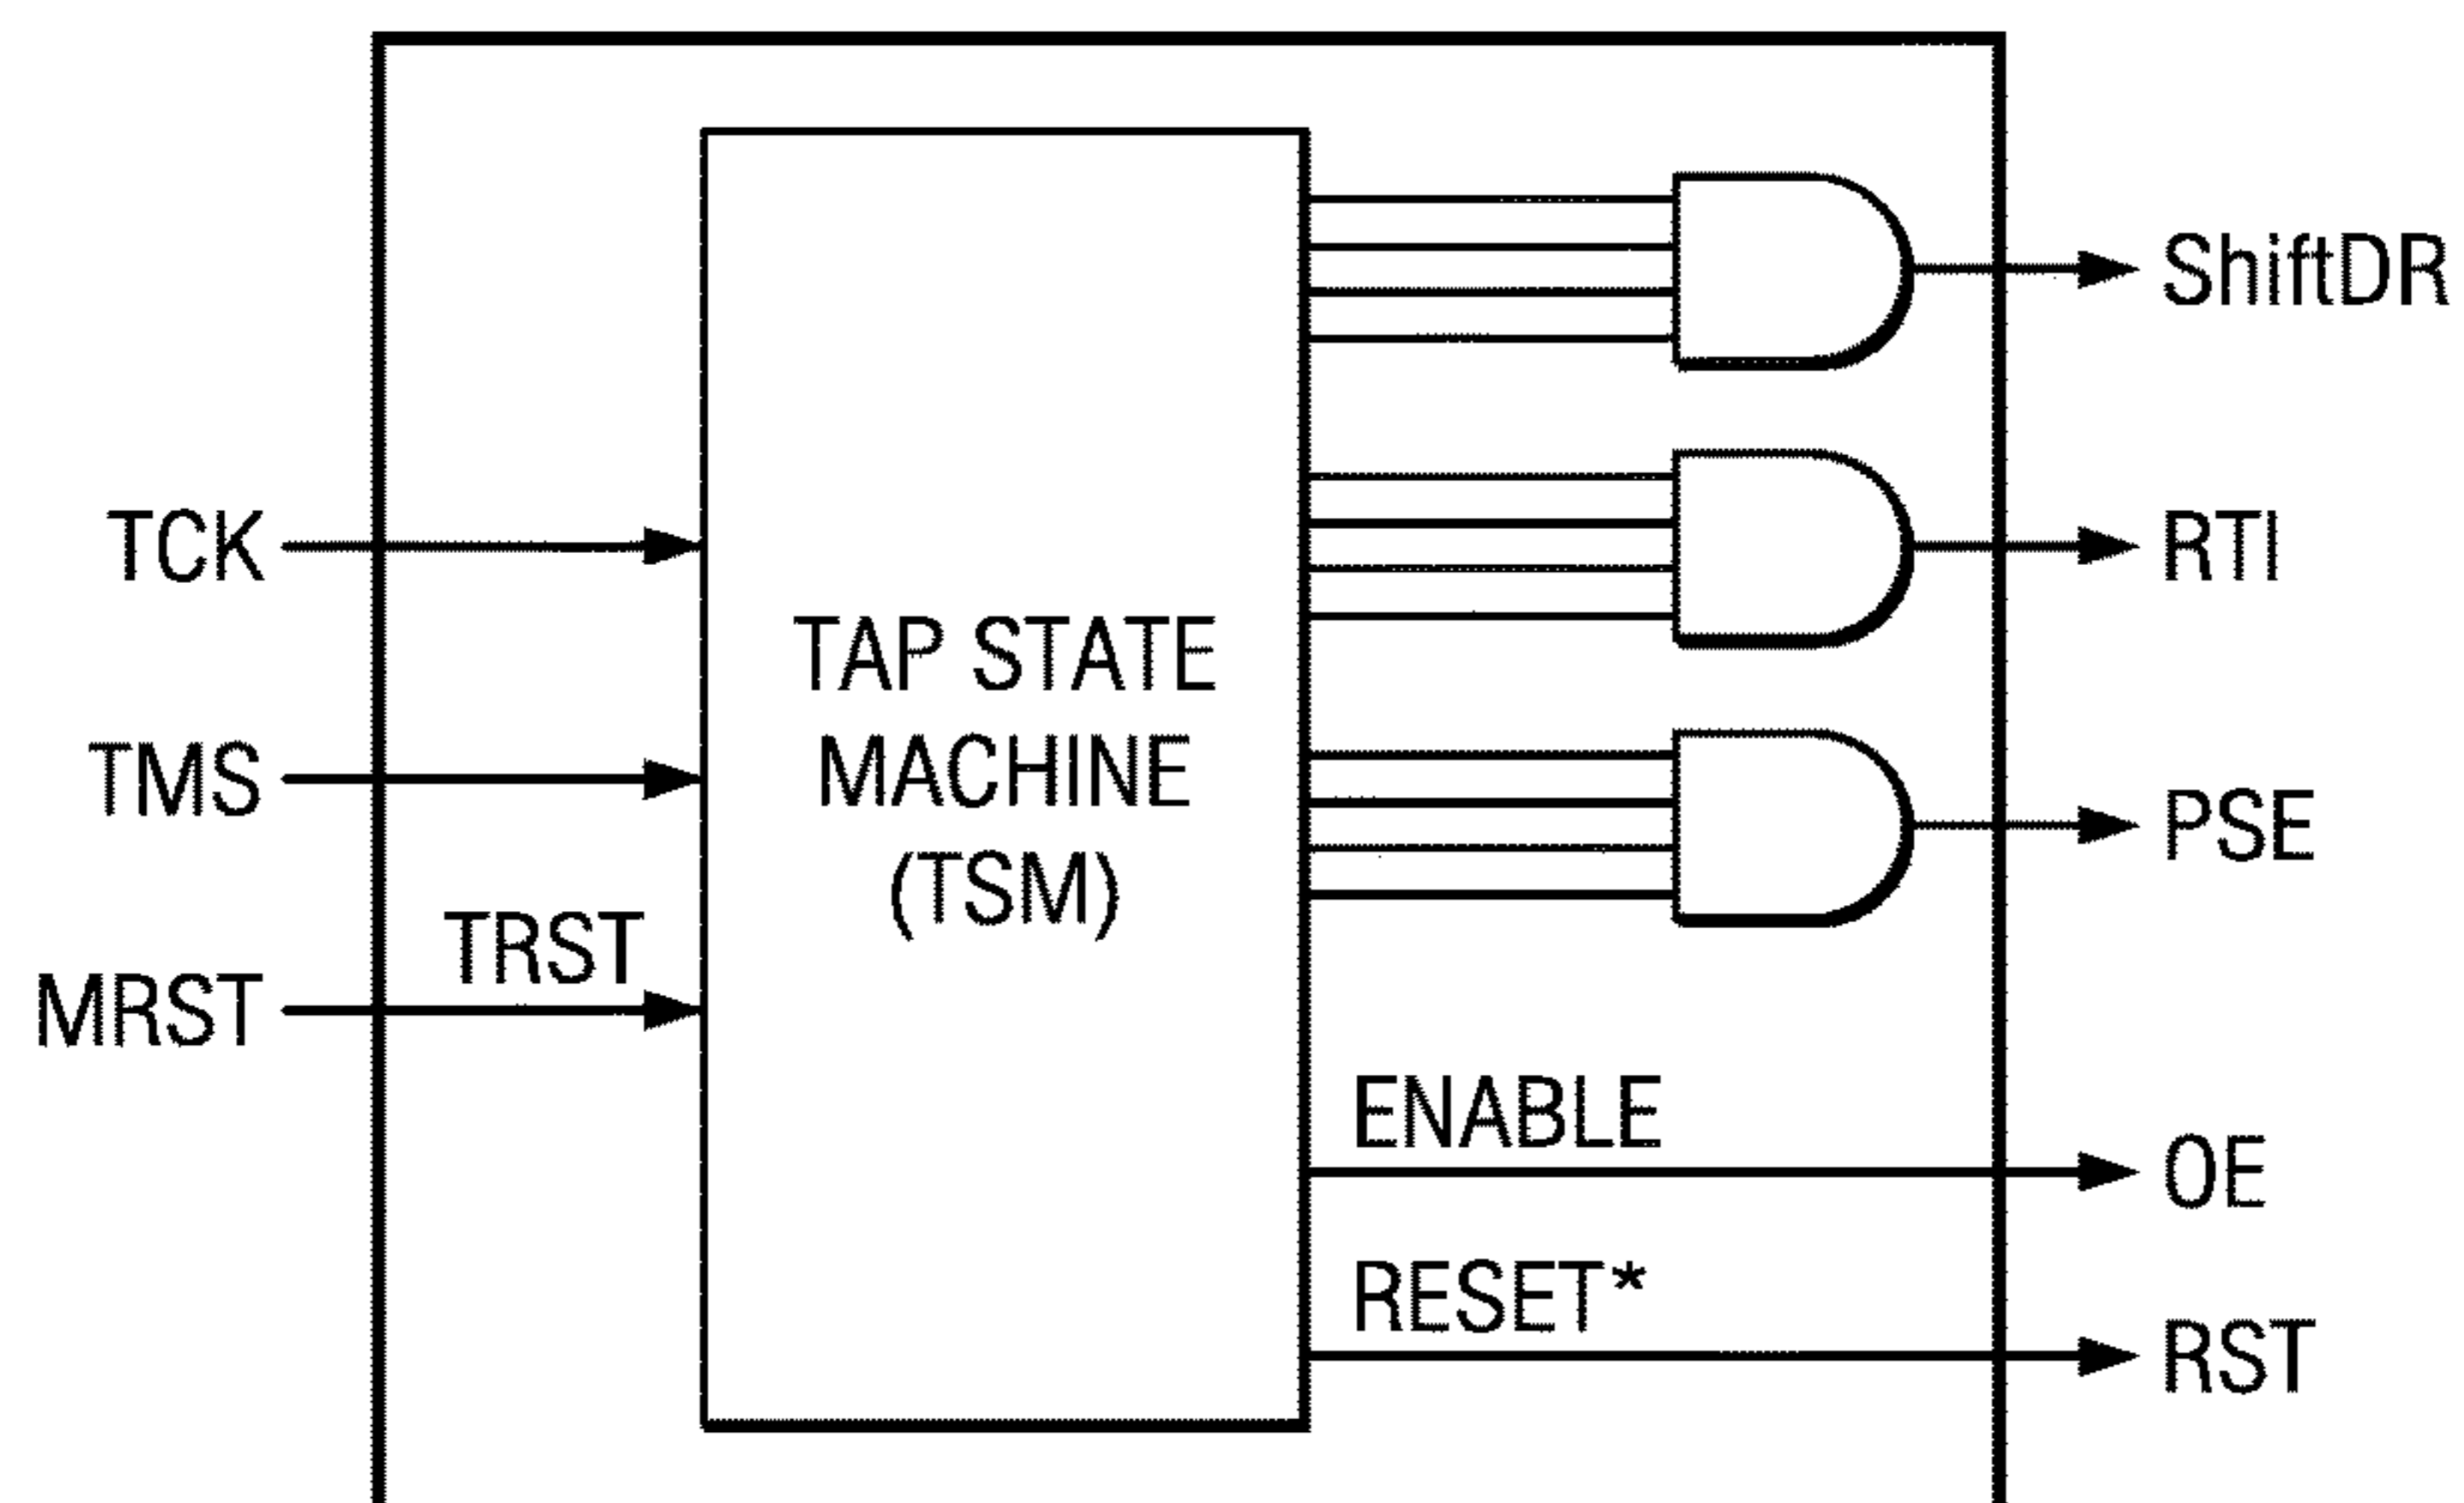 ShiftDR
TCK
RTI
TAP STATE
MACHINE
(TSM)
TMS
PSE
TRST
MRST
ENABLE
OE
RESET*
RST